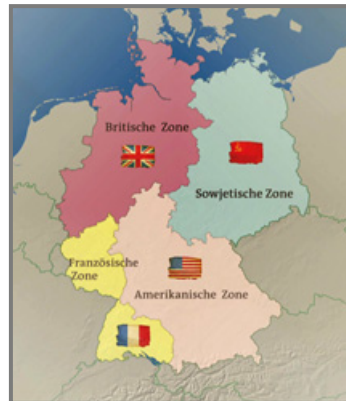 Britische Zone
Sowjetische Zone
Französische
Zone
Amerikanische Zone